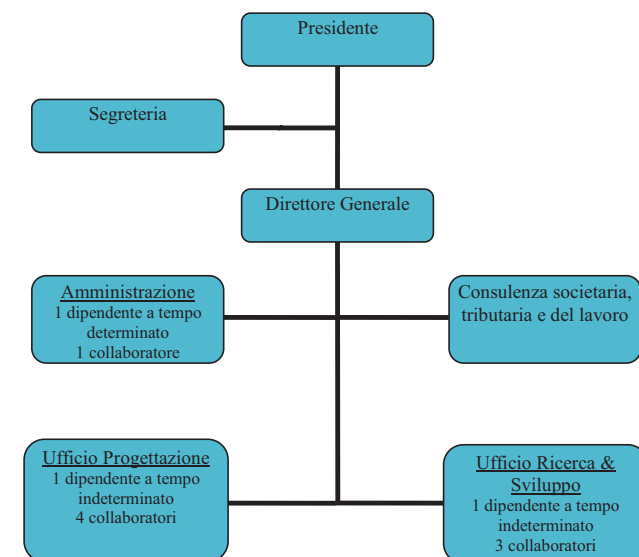 Presidente
Segreteria
Direttore Generale
Amministrazione
1 dipendente a tempo
determinato
1 collaboratore
Consulenza societaria,
tributaria e del lavoro
Ufficio Progettazione
1 dipendente a tempo
indeterminato
4 collaboratori
Ufficio Ricerca &
Sviluppo
1 dipendente a tempo
indeterminato
3 collaboratori